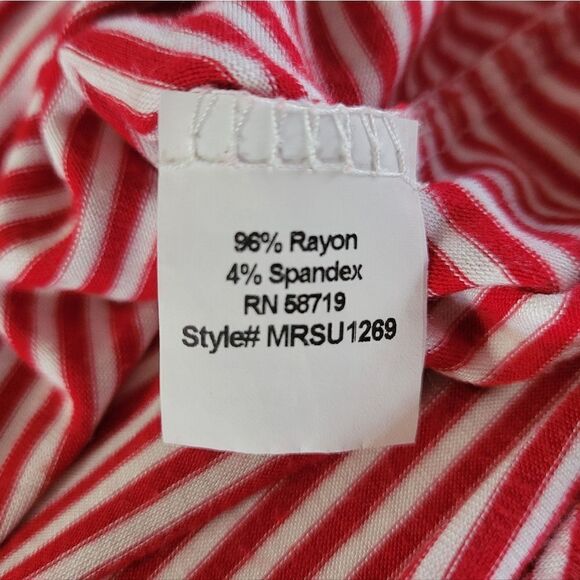 96% Rayon
4% Spandex
RN 58719
Style# MRSU1269